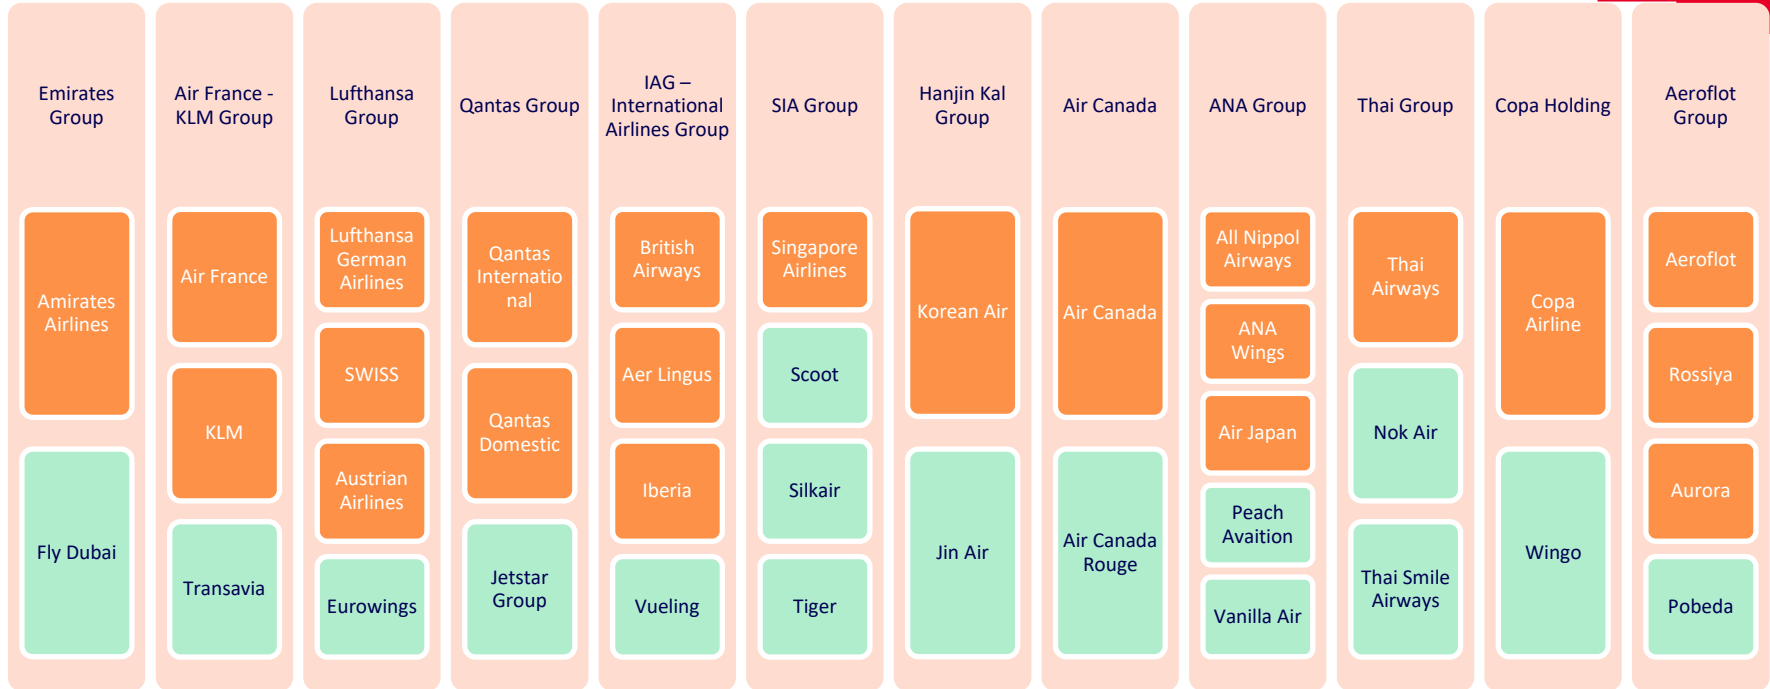 Emirates
Group
Amirates
Airlines
Fly Dubai
Air France -
KLM Group
Air France
KLM
Transavia
Lufthansa
Group
Lufthansa
German
Airlines
SWISS
Austrian
Airlines
Eurowings
Qantas Group
Qantas
Internatio
nal
Qantas
Domestic
Jetstar
Group
IAG –
International
Airlines Group
British
Airways
Aer Lingus
Iberia
Vueling
SIA Group
Singapore
Airlines
Scoot
Silkair
Tiger
Hanjin Kal
Group
Korean Air
Jin Air
Air Canada
Air Canada
Air Canada
Rouge
ANA Group
All Nippol
Airways
ANA
Wings
Air Japan
Peach
Avaition
Vanilla Air
Thai Group
Thai
Airways
Nok Air
Thai Smile
Airways
Copa Holding
Copa
Airline
Wingo
Aeroflot
Group
Aeroflot
Rossiya
Aurora
Pobeda